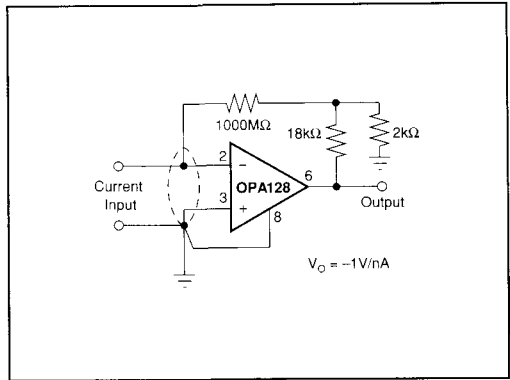 1000MΩ
18kΩ
2kΩ
2
−
OPA128
6
3
+
8
Current
Input
Output
V_O = −1V/nA